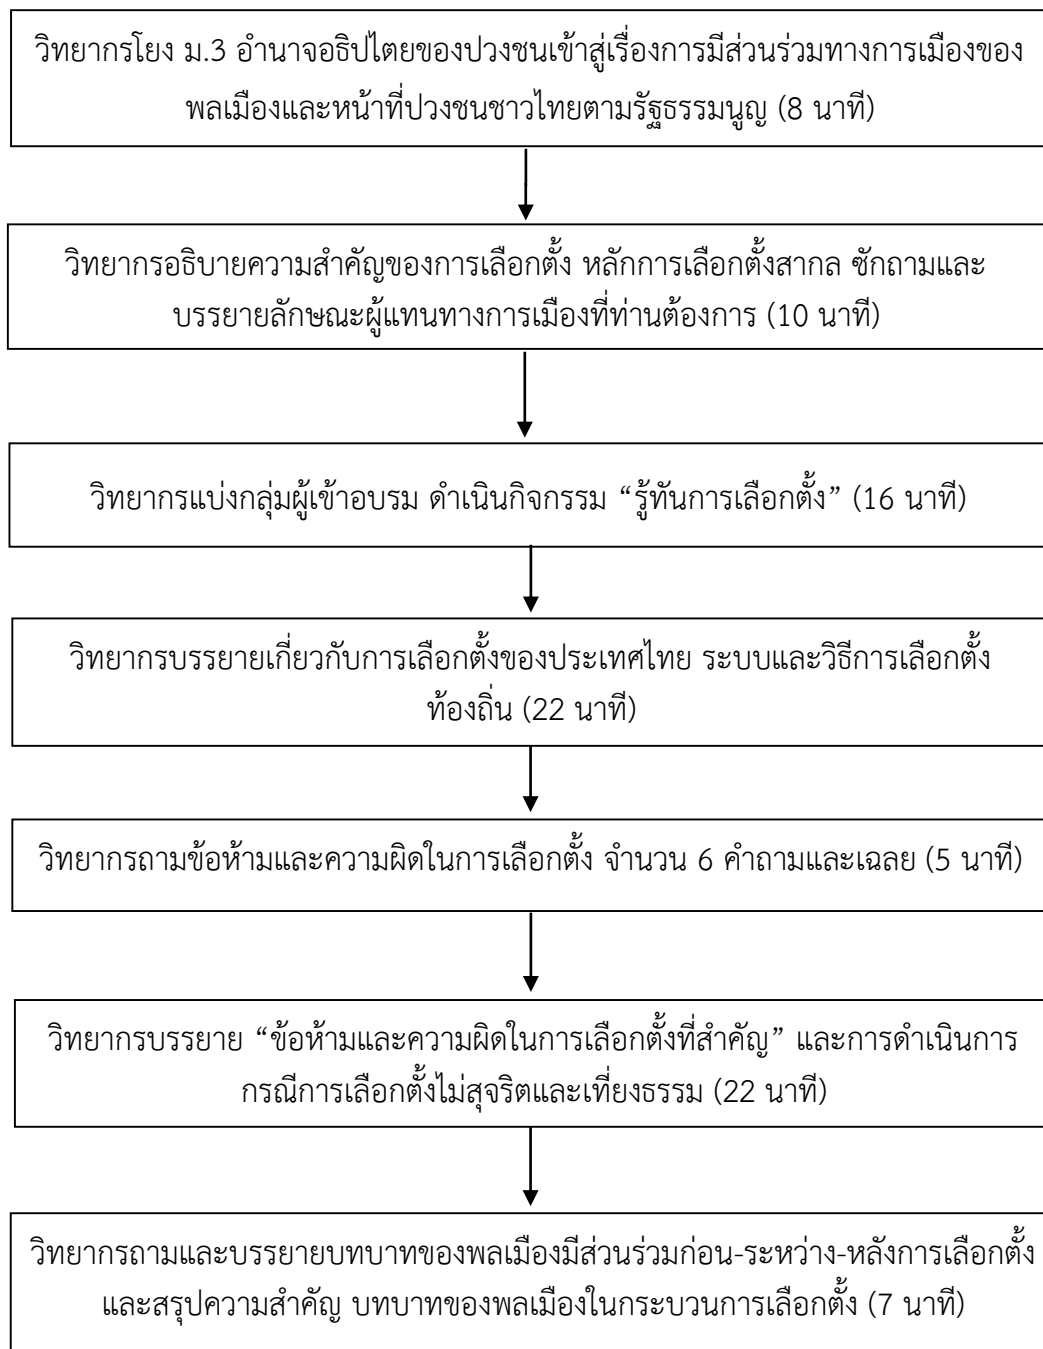 วิทยากรโยง ม.3 อำนาจอธิปไตยของปวงชนเข้าสู่เรื่องการมีส่วนร่วมทางการเมืองของ
พลเมืองและหน้าที่ปวงชนชาวไทยตามรัฐธรรมนูญ (8 นาที)
วิทยากรอธิบายความสำคัญของการเลือกตั้ง หลักการเลือกตั้งสากล ซักถามและ
บรรยายลักษณะผู้แทนทางการเมืองที่ท่านต้องการ (10 นาที)
วิทยากรแบ่งกลุ่มผู้เข้าอบรม ดำเนินกิจกรรม “รู้ทันการเลือกตั้ง” (16 นาที)
วิทยากรบรรยายเกี่ยวกับการเลือกตั้งของประเทศไทย ระบบและวิธีการเลือกตั้ง
ท้องถิ่น (22 นาที)
วิทยากรถามข้อห้ามและความผิดในการเลือกตั้ง จำนวน 6 คำถามและเฉลย (5 นาที)
วิทยากรบรรยาย “ข้อห้ามและความผิดในการเลือกตั้งที่สำคัญ” และการดำเนินการ
กรณีการเลือกตั้งไม่สุจริตและเที่ยงธรรม (22 นาที)
วิทยากรถามและบรรยายบทบาทของพลเมืองมีส่วนร่วมก่อน-ระหว่าง-หลังการเลือกตั้ง
และสรุปความสำคัญ บทบาทของพลเมืองในกระบวนการเลือกตั้ง (7 นาที)